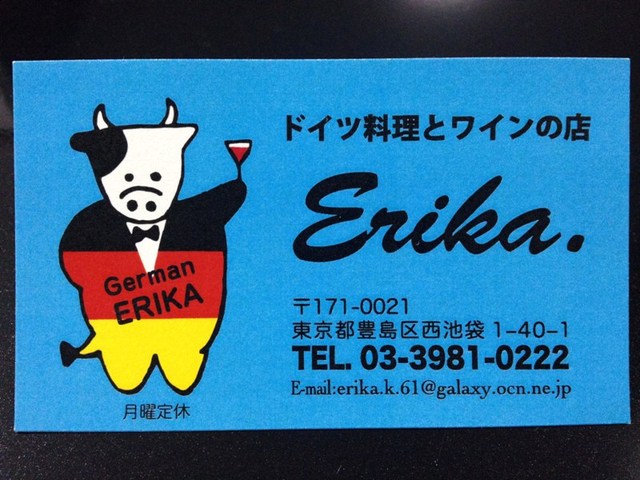 ドイツ料理とワインの店
Erika.
German
ERIKA
〒171-0021
東京都豊島区西池袋 1-40-1
TEL. 03-3981-0222
E-mail:erika.k.61@galaxy.ocn.ne.jp
月曜定休